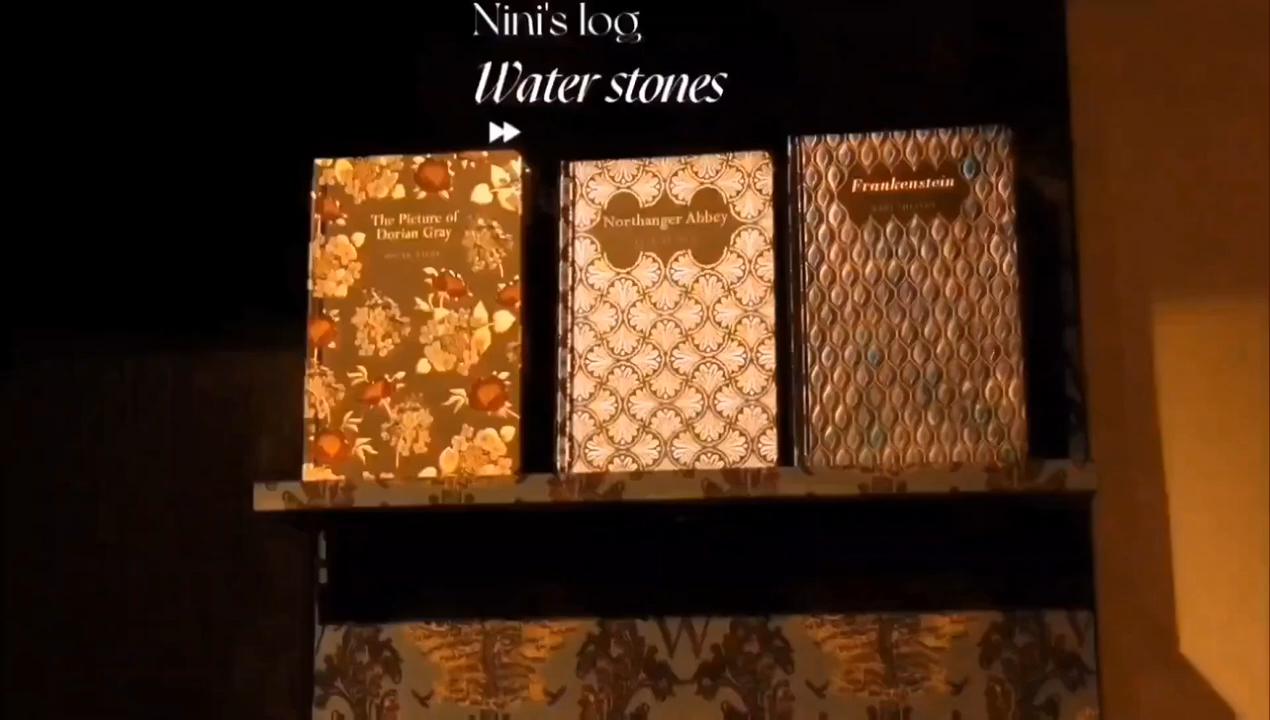 Nini's log
Water stones
The Picture of
Dorian Gray
Northanger Abbey
Frankenstein